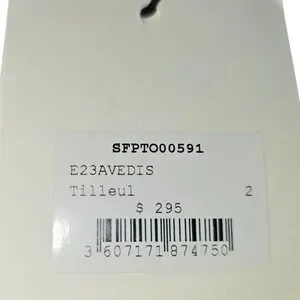 SFPTO00591
E23AVEDIS
Tilleul 2
$ 295
3 607171 874750